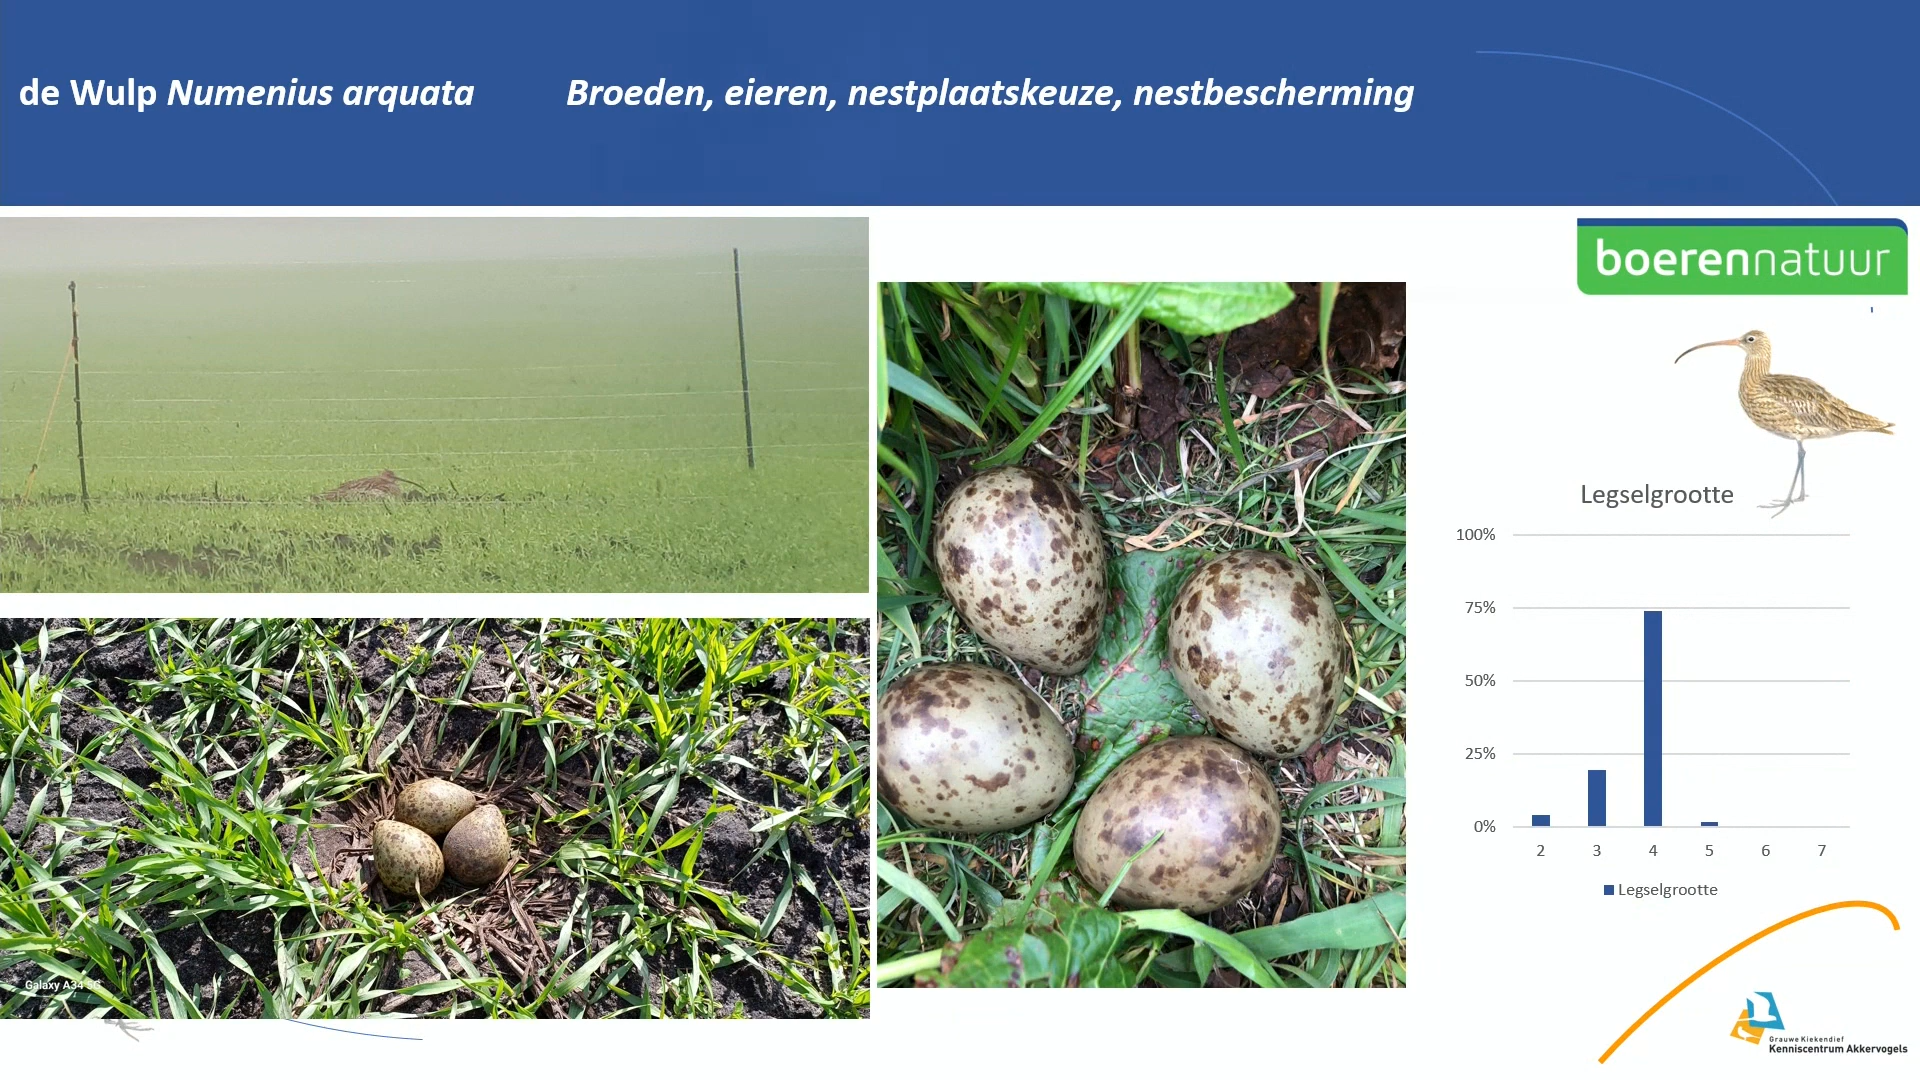 de Wulp Numenius arquata Broeden, eieren, nestplaatskeuze, nestbescherming
boerennatuur
Legselgrootte
100%
75%
50%
25%
0%
2 3 4 5 6 7
Legselgrootte
Galaxy A34 5G
Grauwe Kiekendief
Kenniscentrum Akkervogels